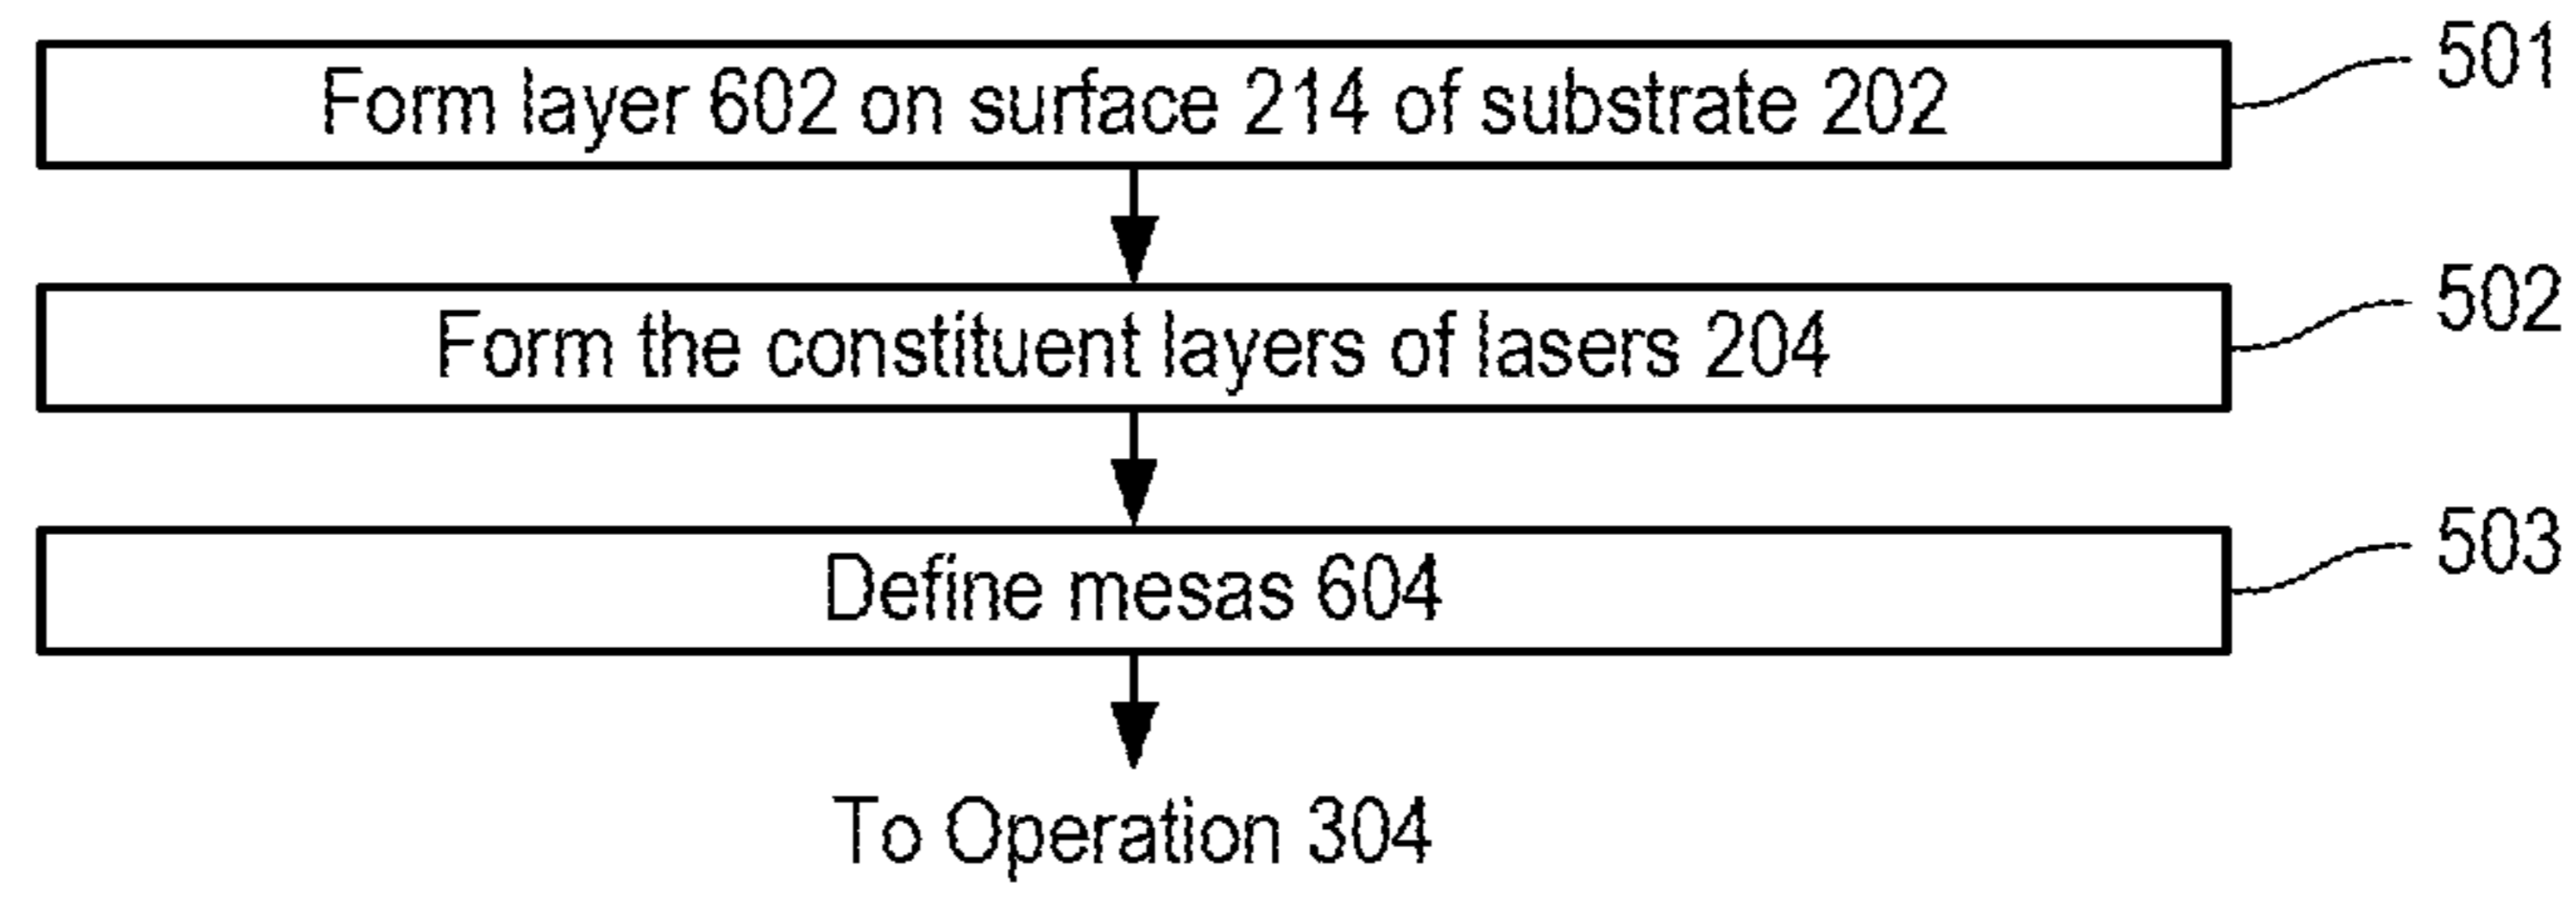 Form layer 602 on surface 214 of substrate 202
501
Form the constituent layers of lasers 204
502
Define mesas 604
503
To Operation 304